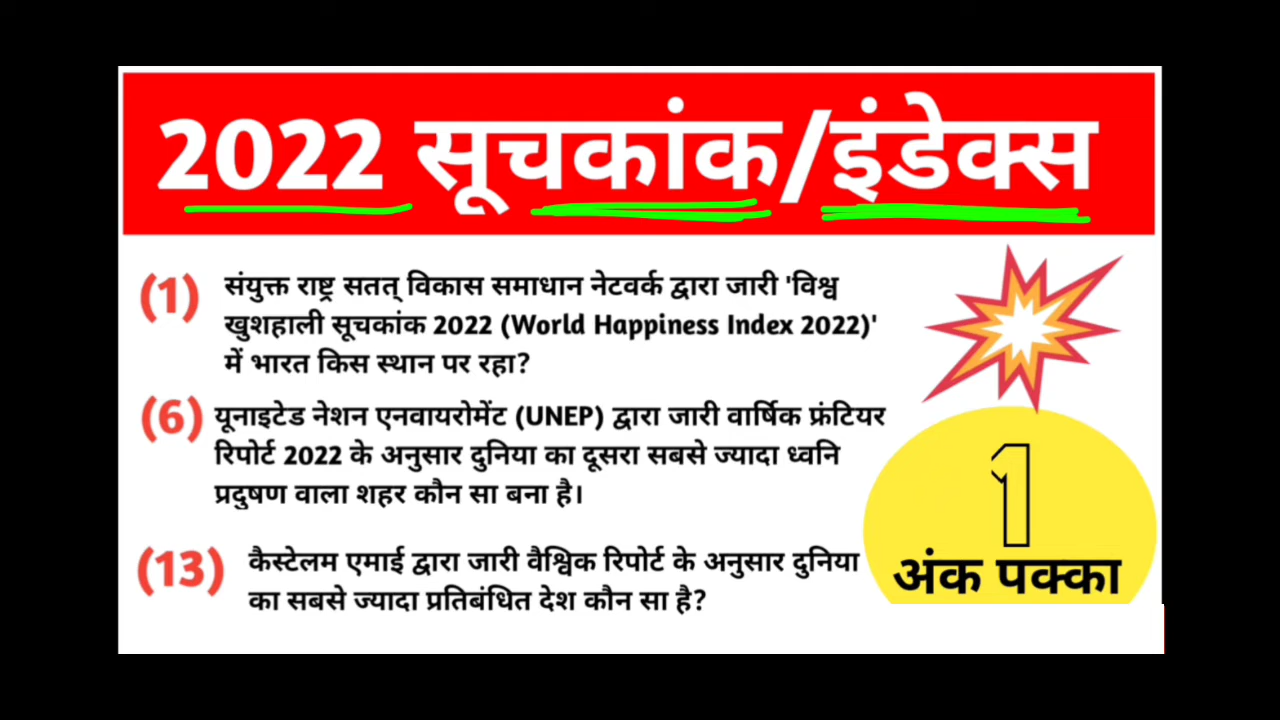 2022 सूचकांक/इंडेक्स
(1) संयुक्त राष्ट्र सतत् विकास समाधान नेटवर्क द्वारा जारी 'विश्व
खुशहाली सूचकांक 2022 (World Happiness Index 2022)'
में भारत किस स्थान पर रहा?
(6) यूनाइटेड नेशन एनवायरोमेंट (UNEP) द्वारा जारी वार्षिक फ्रंटियर
रिपोर्ट 2022 के अनुसार दुनिया का दूसरा सबसे ज्यादा ध्वनि
प्रदुषण वाला शहर कौन सा बना है।
(13) कैस्टेलम एमाई द्वारा जारी वैश्विक रिपोर्ट के अनुसार दुनिया
का सबसे ज्यादा प्रतिबंधित देश कौन सा है?
1
अंक पक्का